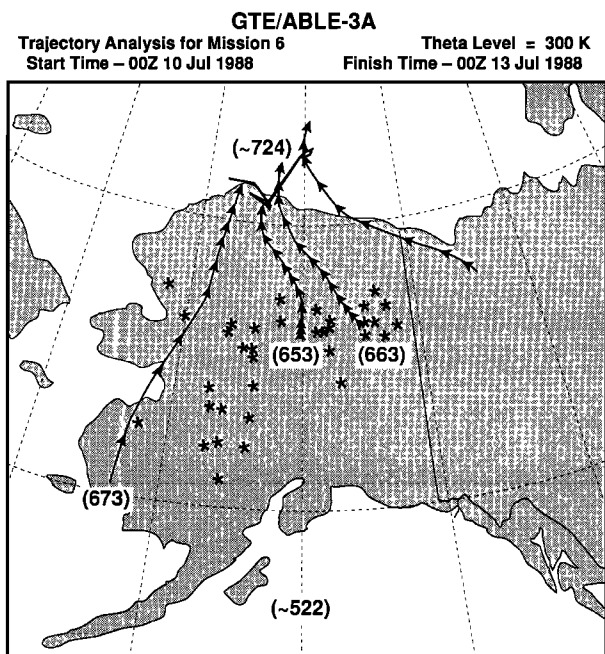 GTE/ABLE-3A
Trajectory Analysis for Mission 6
Theta Level = 300 K
Start Time – 00Z 10 Jul 1988
Finish Time – 00Z 13 Jul 1988
(~724)
(653)
(663)
(673)
(~522)